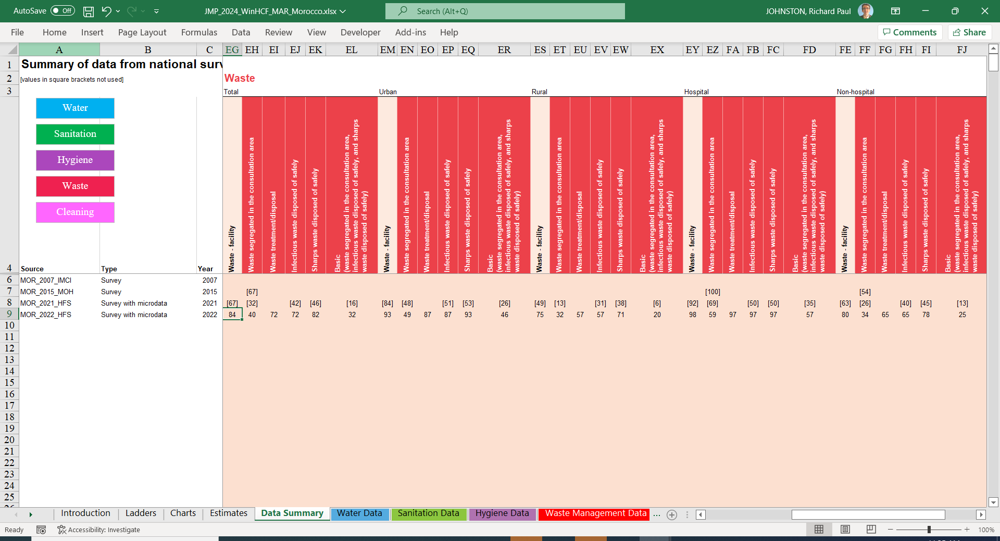 AutoSave Off JMP_2024_WinHCF_MAR_Morocco.xlsx Search (Alt+Q) JOHNSTON, Richard Paul
File Home Insert Page Layout Formulas Data Review View Developer Add-ins Help Comments Share
A B C EG EH EI EJ EK EL EM EN EO EP EQ ER ES ET EU EV EW EX EY EZ FA FB FC FD FE FF FG FH FI FJ
1 Summary of data from national surv
2 [values in square brackets not used] Waste
3 Total Urban Rural Hospital Non-hospital
Water
Sanitation
Hygiene
Waste
Cleaning
4 Source Type Year
Waste - facility
Waste segregated in the consultation area
Waste treatment/disposal
Infectious waste disposed of safely
Sharps waste disposed of safely
Basic
(waste segregated in the consultation area,
infectious waste disposed of safely, and sharps
waste disposed of safely)
Waste - facility
Waste segregated in the consultation area
Waste treatment/disposal
Infectious waste disposed of safely
Sharps waste disposed of safely
Basic
(waste segregated in the consultation area,
infectious waste disposed of safely, and sharps
waste disposed of safely)
Waste - facility
Waste segregated in the consultation area
Waste treatment/disposal
Infectious waste disposed of safely
Sharps waste disposed of safely
Basic
(waste segregated in the consultation area,
infectious waste disposed of safely, and sharps
waste disposed of safely)
Waste - facility
Waste segregated in the consultation area
Waste treatment/disposal
Infectious waste disposed of safely
Sharps waste disposed of safely
Basic
(waste segregated in the consultation area,
infectious waste disposed of safely, and sharps
waste disposed of safely)
Waste - facility
Waste segregated in the consultation area
Waste treatment/disposal
Infectious waste disposed of safely
Sharps waste disposed of safely
Basic
(waste segregated in the consultation area,
infectious waste disposed of safely, and sharps
waste disposed of safely)
6 MOR_2007_IMCI Survey 2007
7 MOR_2015_MOH Survey 2015 [67] [100] [54]
8 MOR_2021_HFS Survey with microdata 2021 [67] [32] [42] [46] [16] [84] [48] [51] [53] [26] [49] [13] [31] [38] [6] [92] [69] [50] [50] [35] [63] [26] [40] [45] [13]
9 MOR_2022_HFS Survey with microdata 2022 84 40 72 72 82 32 93 49 87 87 93 46 75 32 57 57 71 20 98 59 97 97 97 57 80 34 65 65 78 25
10
11
12
13
14
15
16
17
18
19
20
21
22
23
24
25
Introduction Ladders Charts Estimates Data Summary Water Data Sanitation Data Hygiene Data Waste Management Data ...
Ready Accessibility: Investigate 100%